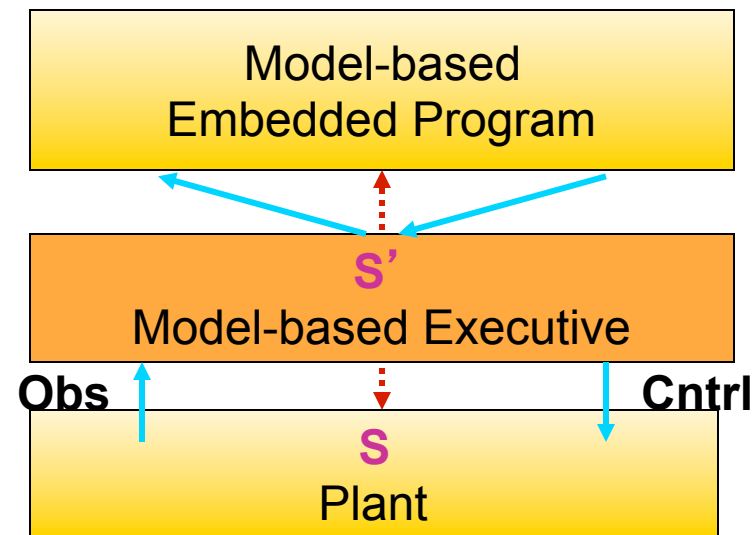 Model-based
Embedded Program
S’
Model-based Executive
Obs
Cntrl
S
Plant